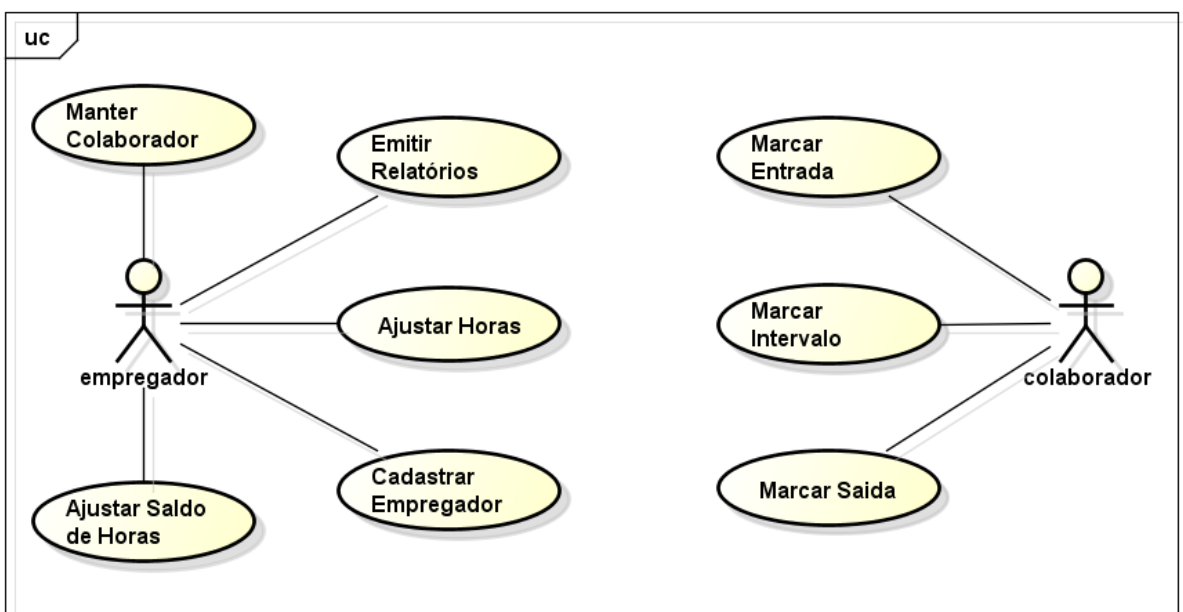 uc
Manter
Colaborador
Emitir
Relatórios
Marcar
Entrada
empregador
Ajustar Horas
Marcar
Intervalo
colaborador
Ajustar Saldo
de Horas
Cadastrar
Empregador
Marcar Saida